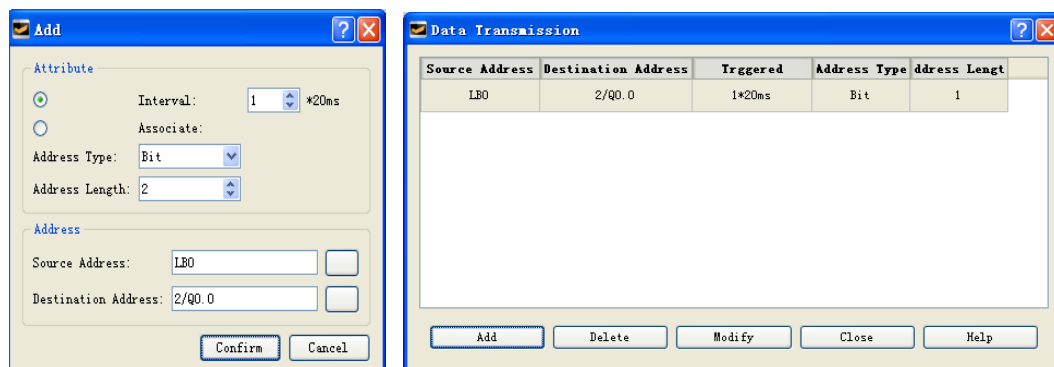 Add
Attribute
Interval: 1 *20ms
Associate:
Address Type: Bit
Address Length: 2
Address
Source Address: LB0
Destination Address: 2/Q0.0
Confirm Cancel
Data Transmission
Source Address Destination Address Trggered Address Type ddress Lengt
LB0 2/Q0.0 1*20ms Bit 1
Add Delete Modify Close Help